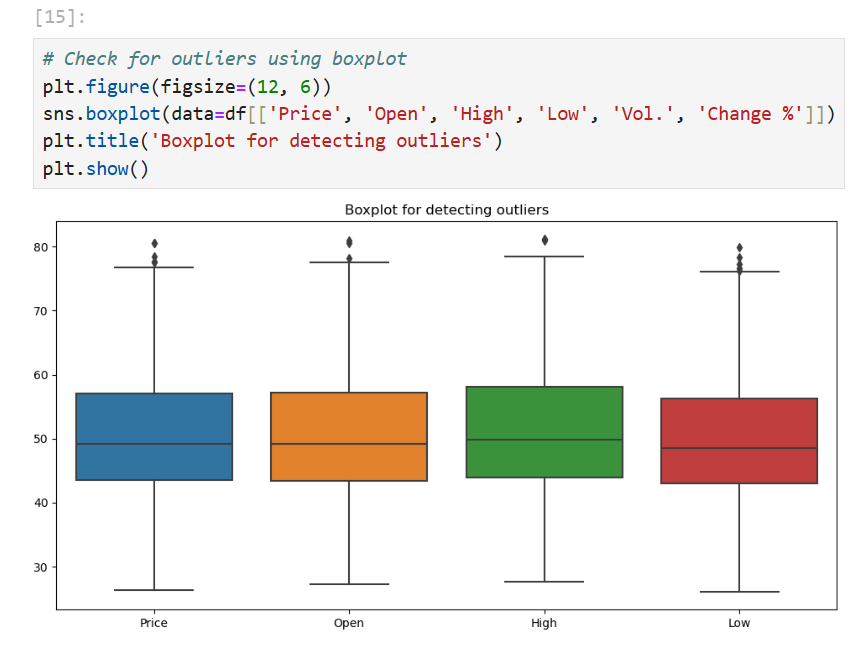 [15]:
# Check for outliers using boxplot
plt.figure(figsize=(12, 6))
sns.boxplot(data=df[['Price', 'Open', 'High', 'Low', 'Vol.', 'Change %']])
plt.title('Boxplot for detecting outliers')
plt.show()
Boxplot for detecting outliers
80
70
60
50
40
30
Price Open High Low